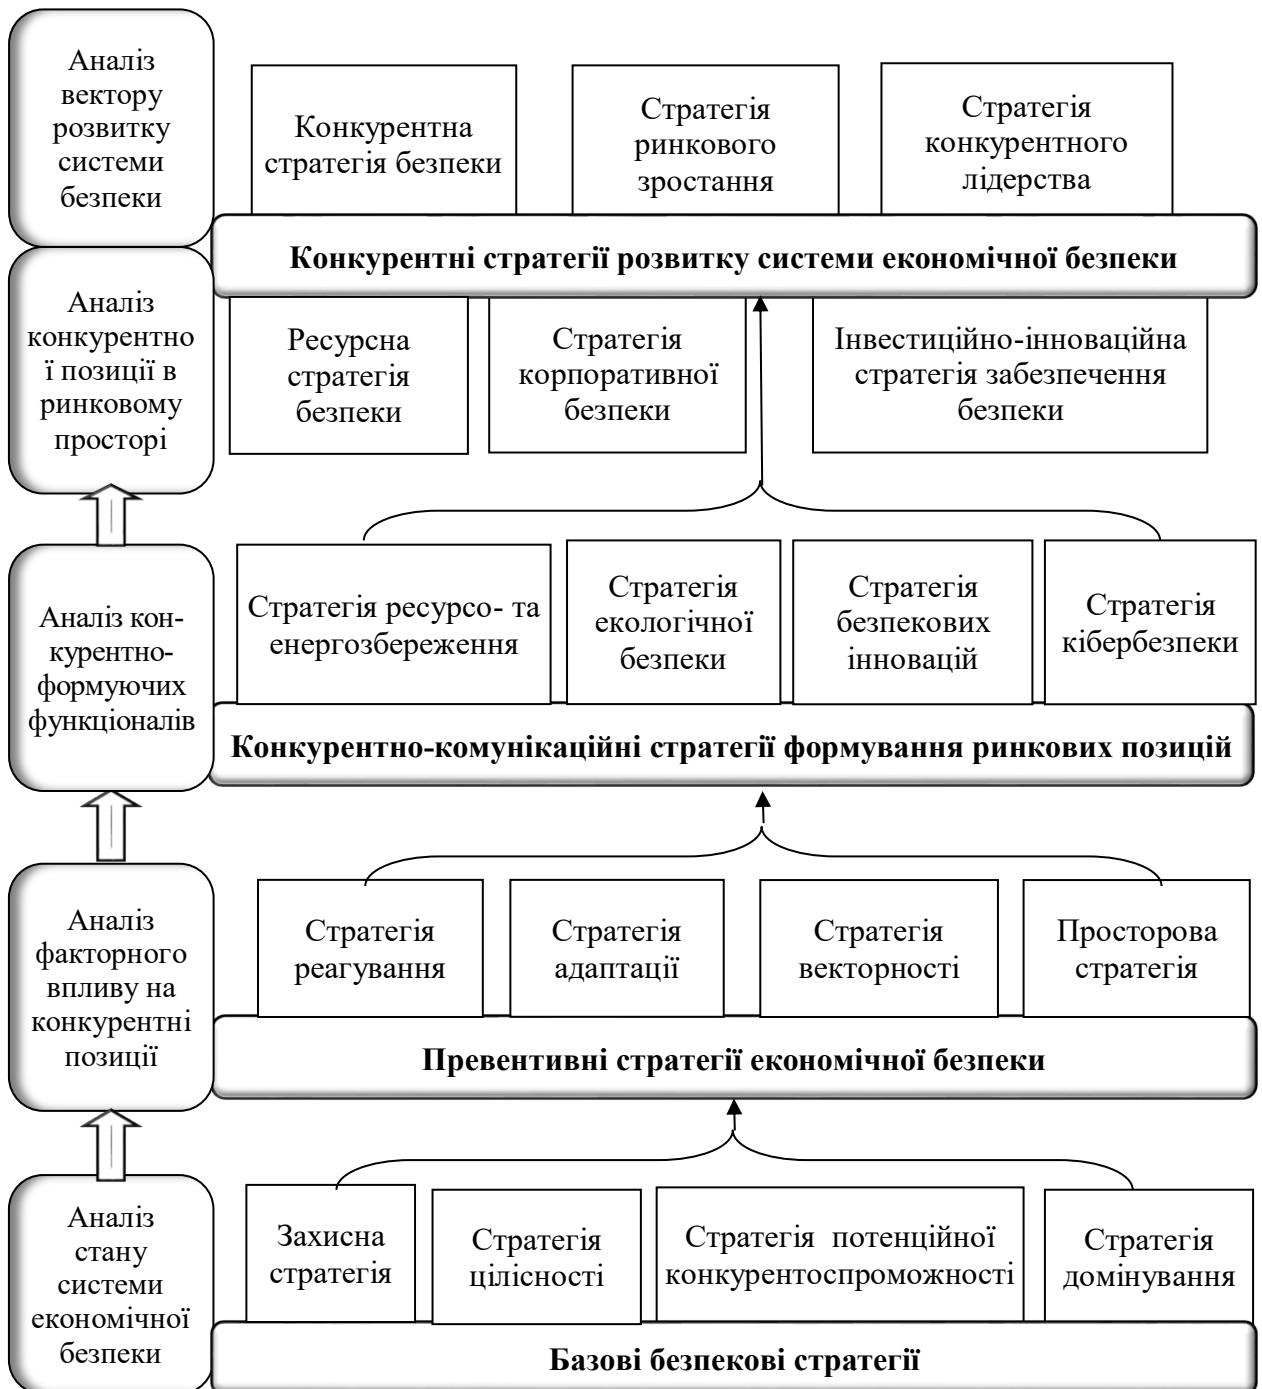 Аналіз
вектору
розвитку
системи
безпеки
Конкурентна
стратегія безпеки
Стратегія
ринкового
зростання
Стратегія
конкурентного
лідерства
Конкурентні стратегії розвитку системи економічної безпеки
Аналіз
конкурентно
ї позиції в
ринковому
просторі
Ресурсна
стратегія
безпеки
Стратегія
корпоративної
безпеки
Інвестиційно-інноваційна
стратегія забезпечення
безпеки
Аналіз кон-
курентно-
формуючих
функціоналів
Стратегія ресурсо- та
енергозбереження
Стратегія
екологічної
безпеки
Стратегія
безпекових
інновацій
Стратегія
кібербезпеки
Конкурентно-комунікаційні стратегії формування ринкових позицій
Аналіз
факторного
впливу на
конкурентні
позиції
Стратегія
реагування
Стратегія
адаптації
Стратегія
векторності
Просторова
стратегія
Превентивні стратегії економічної безпеки
Аналіз
стану
системи
економічної
безпеки
Захисна
стратегія
Стратегія
цілісності
Стратегія потенційної
конкурентоспроможності
Стратегія
домінування
Базові безпекові стратегії